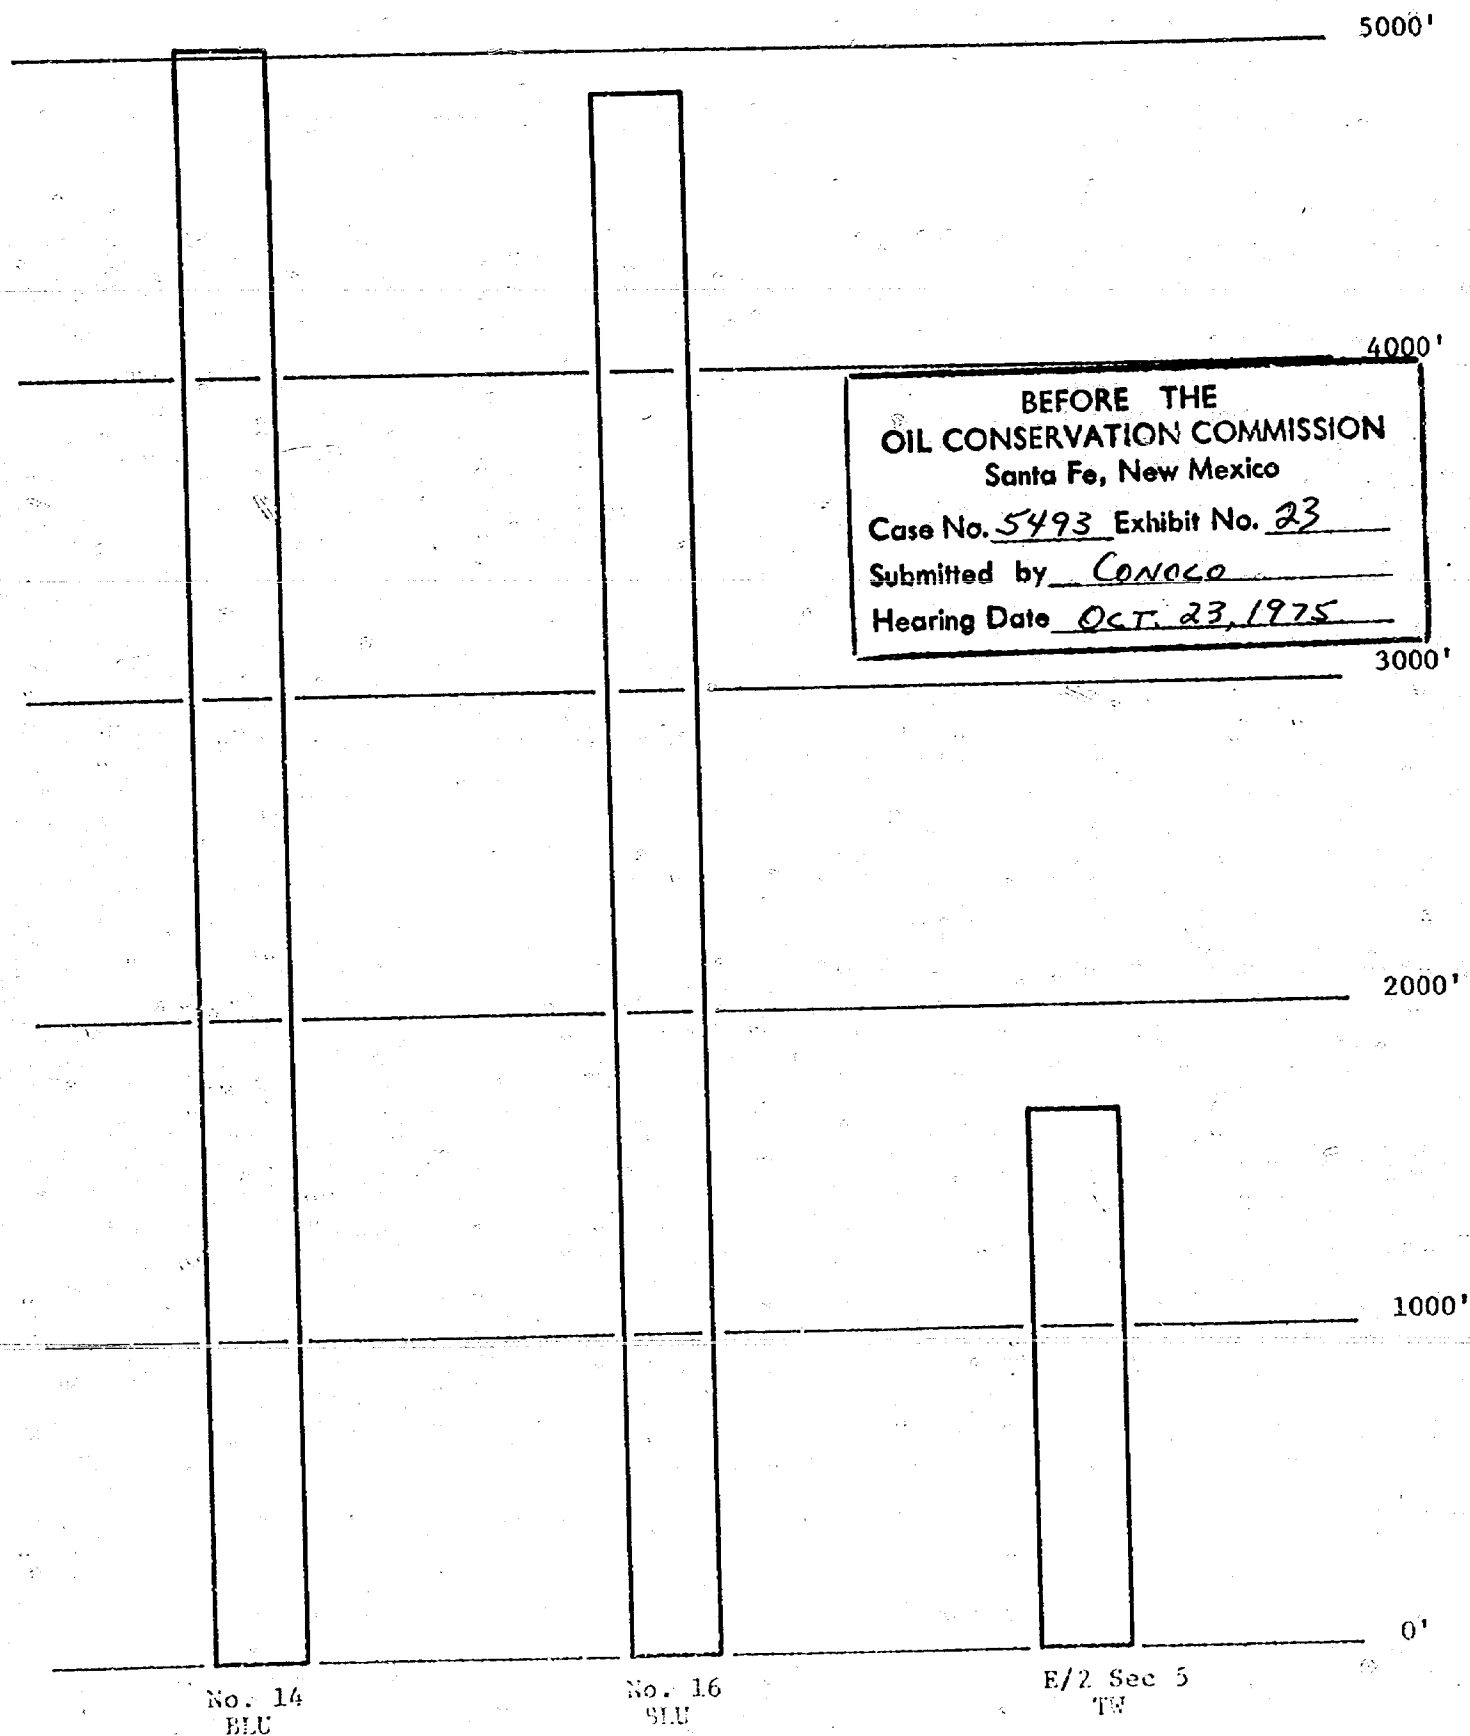 5000'
4000'
BEFORE THE
OIL CONSERVATION COMMISSION
Santa Fe, New Mexico
Case No. 5493 Exhibit No. 23
Submitted by CONOCO
Hearing Date OCT. 23, 1975
3000'
2000'
1000'
0'
No. 14
BLU
No. 16
E/2 Sec 5
TW